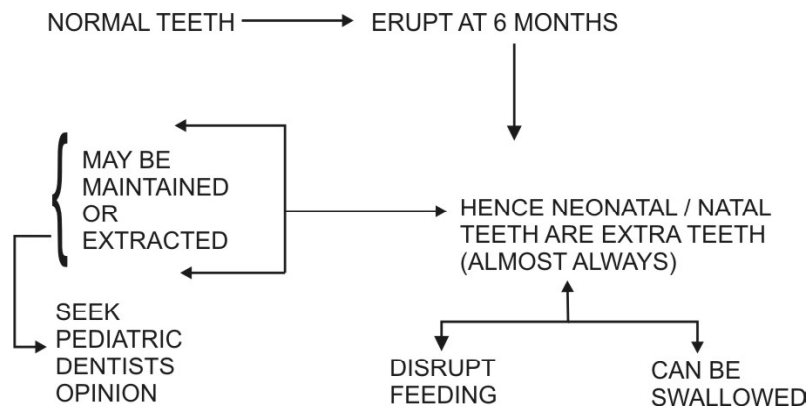 NORMAL TEETH
ERUPT AT 6 MONTHS
MAY BE
MAINTAINED
OR
EXTRACTED
HENCE NEONATAL / NATAL
TEETH ARE EXTRA TEETH
(ALMOST ALWAYS)
SEEK
PEDIATRIC
DENTISTS
OPINION
DISRUPT
FEEDING
CAN BE
SWALLOWED